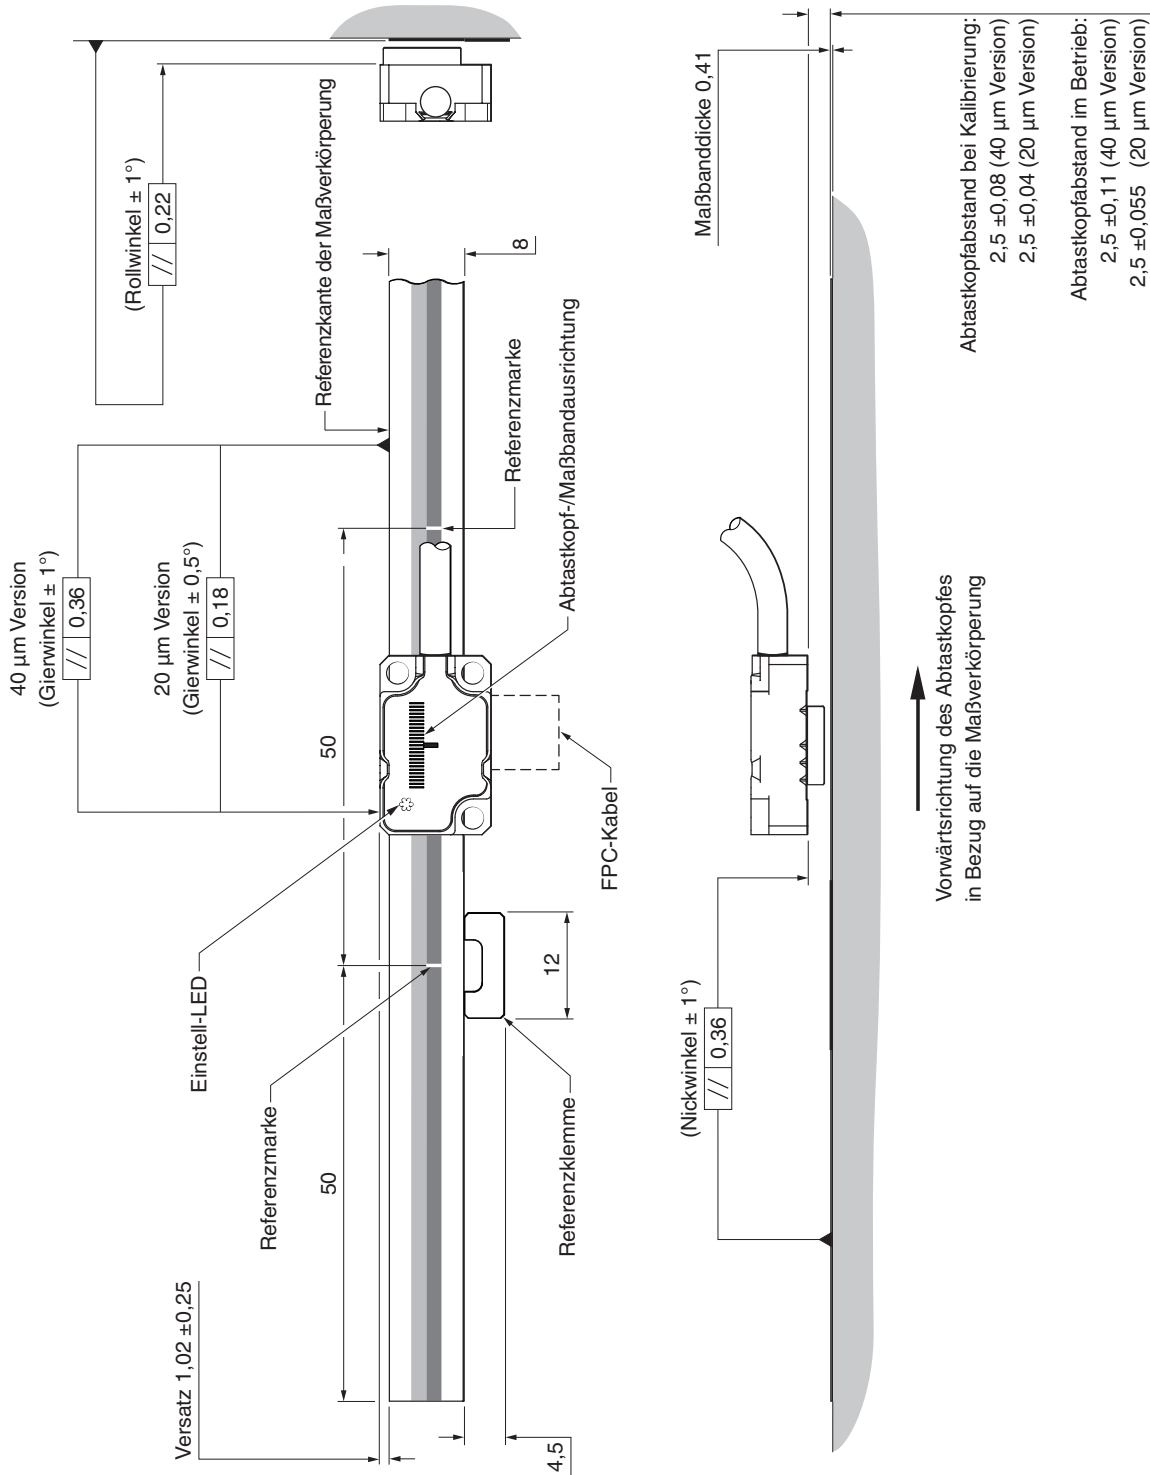 40 µm Version
(Gierwinkel ± 1°)
// 0,36
20 µm Version
(Gierwinkel ± 0,5°)
// 0,18
(Rollwinkel ± 1°)
// 0,22
Referenzkante der Maßverkörperung
8
Referenzmarke
Abtastkopf-/Maßbandausrichtung
50
FPC-Kabel
Einstell-LED
12
Referenzmarke
50
Referenzklemme
Versatz 1,02 ±0,25
4,5
Maßbanddicke 0,41
(Nickwinkel ± 1°)
// 0,36
Vorwärtsrichtung des Abtastkopfes
in Bezug auf die Maßverkörperung
Abtastkopfabstand bei Kalibrierung:
2,5 ±0,08 (40 µm Version)
2,5 ±0,04 (20 µm Version)
Abtastkopfabstand im Betrieb:
2,5 ±0,11 (40 µm Version)
2,5 ±0,055 (20 µm Version)